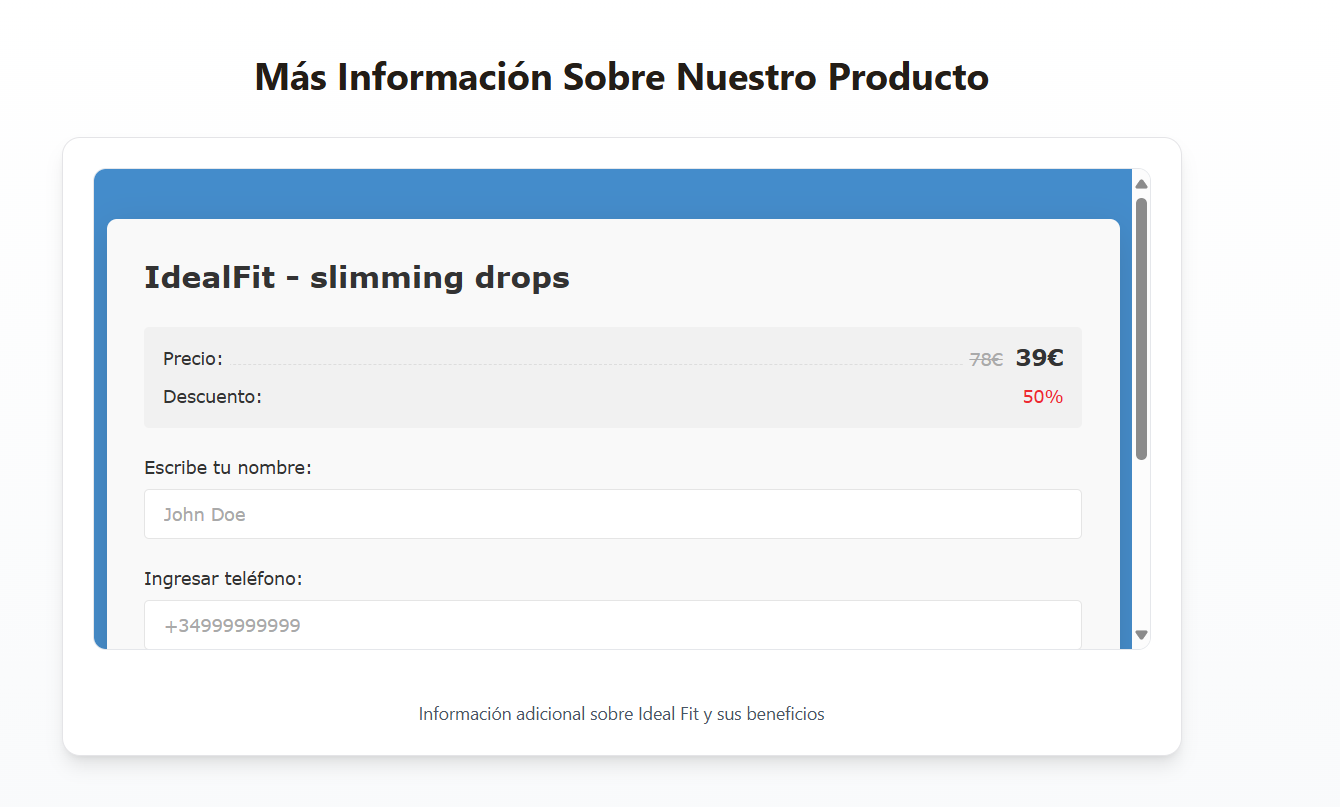 Más Información Sobre Nuestro Producto
IdealFit - slimming drops
Precio: 78€ 39€
Descuento: 50%
Escribe tu nombre:
John Doe
Ingresar teléfono:
+34999999999
Información adicional sobre Ideal Fit y sus beneficios